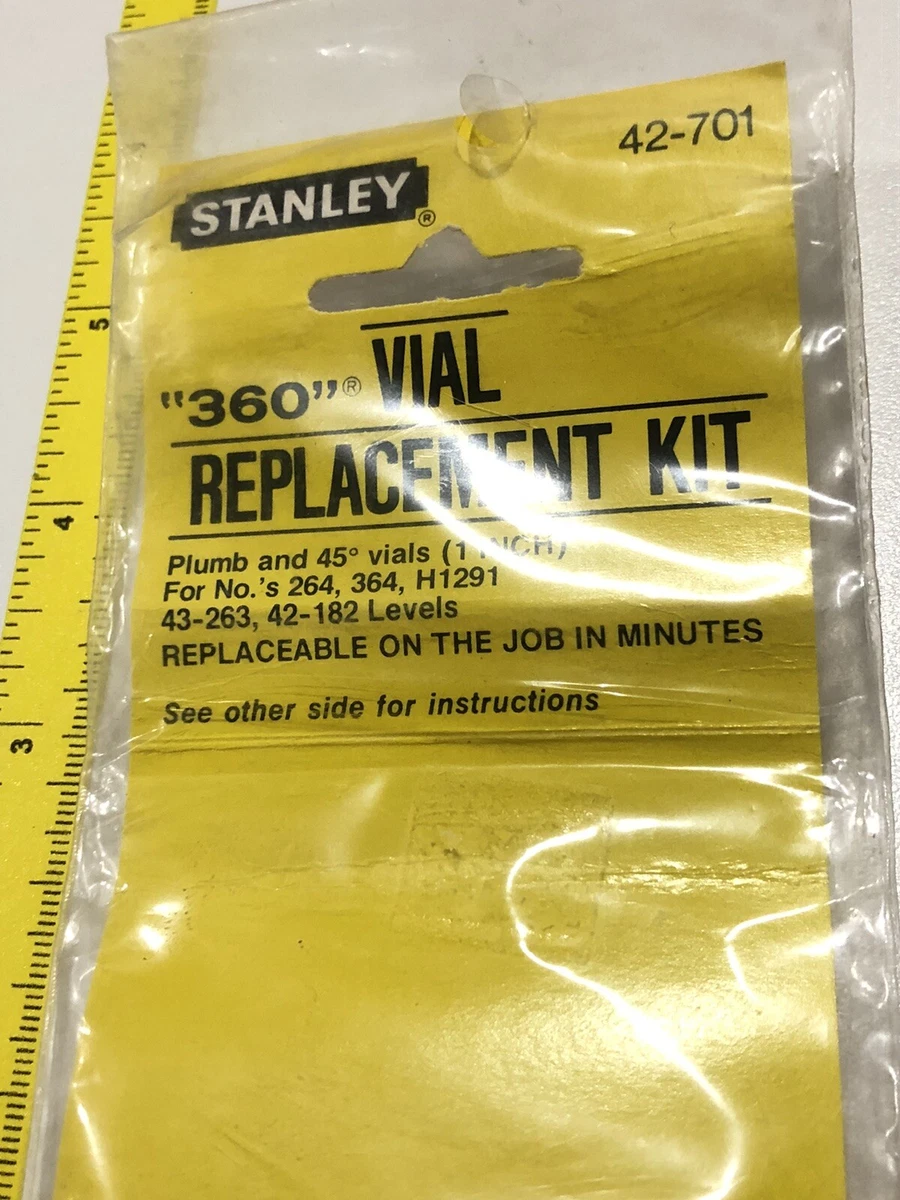 42-701
STANLEY®
"360"® VIAL
REPLACEMENT KIT
Plumb and 45° vials (1 INCH)
For No.'s 264, 364, H1291
43-263, 42-182 Levels
REPLACEABLE ON THE JOB IN MINUTES
See other side for instructions
5
4
3